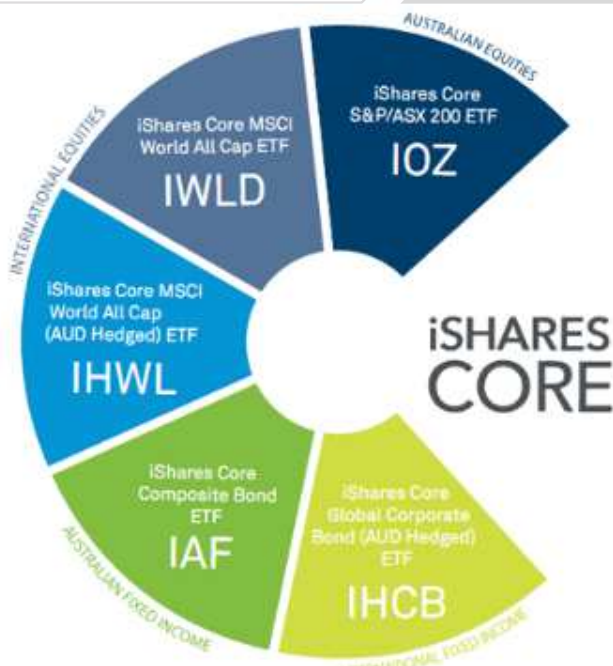 AUSTRALIAN EQUITIES
iShares Core
S&P/ASX 200 ETF
IOZ
INTERNATIONAL EQUITIES
iShares Core MSCI
World All Cap ETF
IWLD
iShares Core MSCI
World All Cap
(AUD Hedged) ETF
IHWL
iSHARES
CORE
iShares Core
Composite Bond
ETF
IAF
AUSTRALIAN FIXED INCOME
iShares Core
Global Corporate
Bond (AUD Hedged)
ETF
IHCB
FIXED INCOME